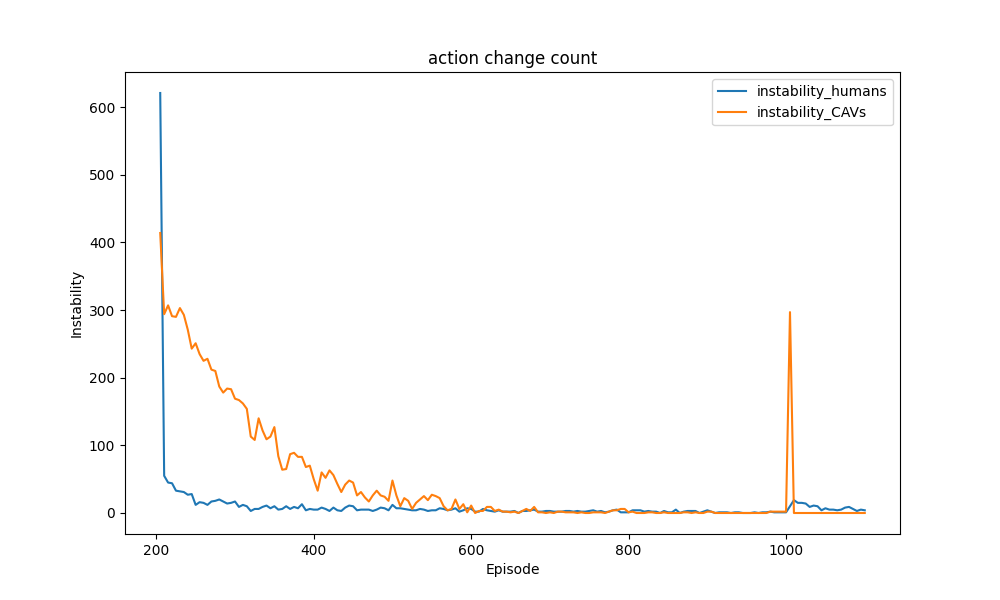 action change count
instability_humans
instability_CAVs
600
500
400
300
200
100
0
Instability
200
400
600
800
1000
Episode